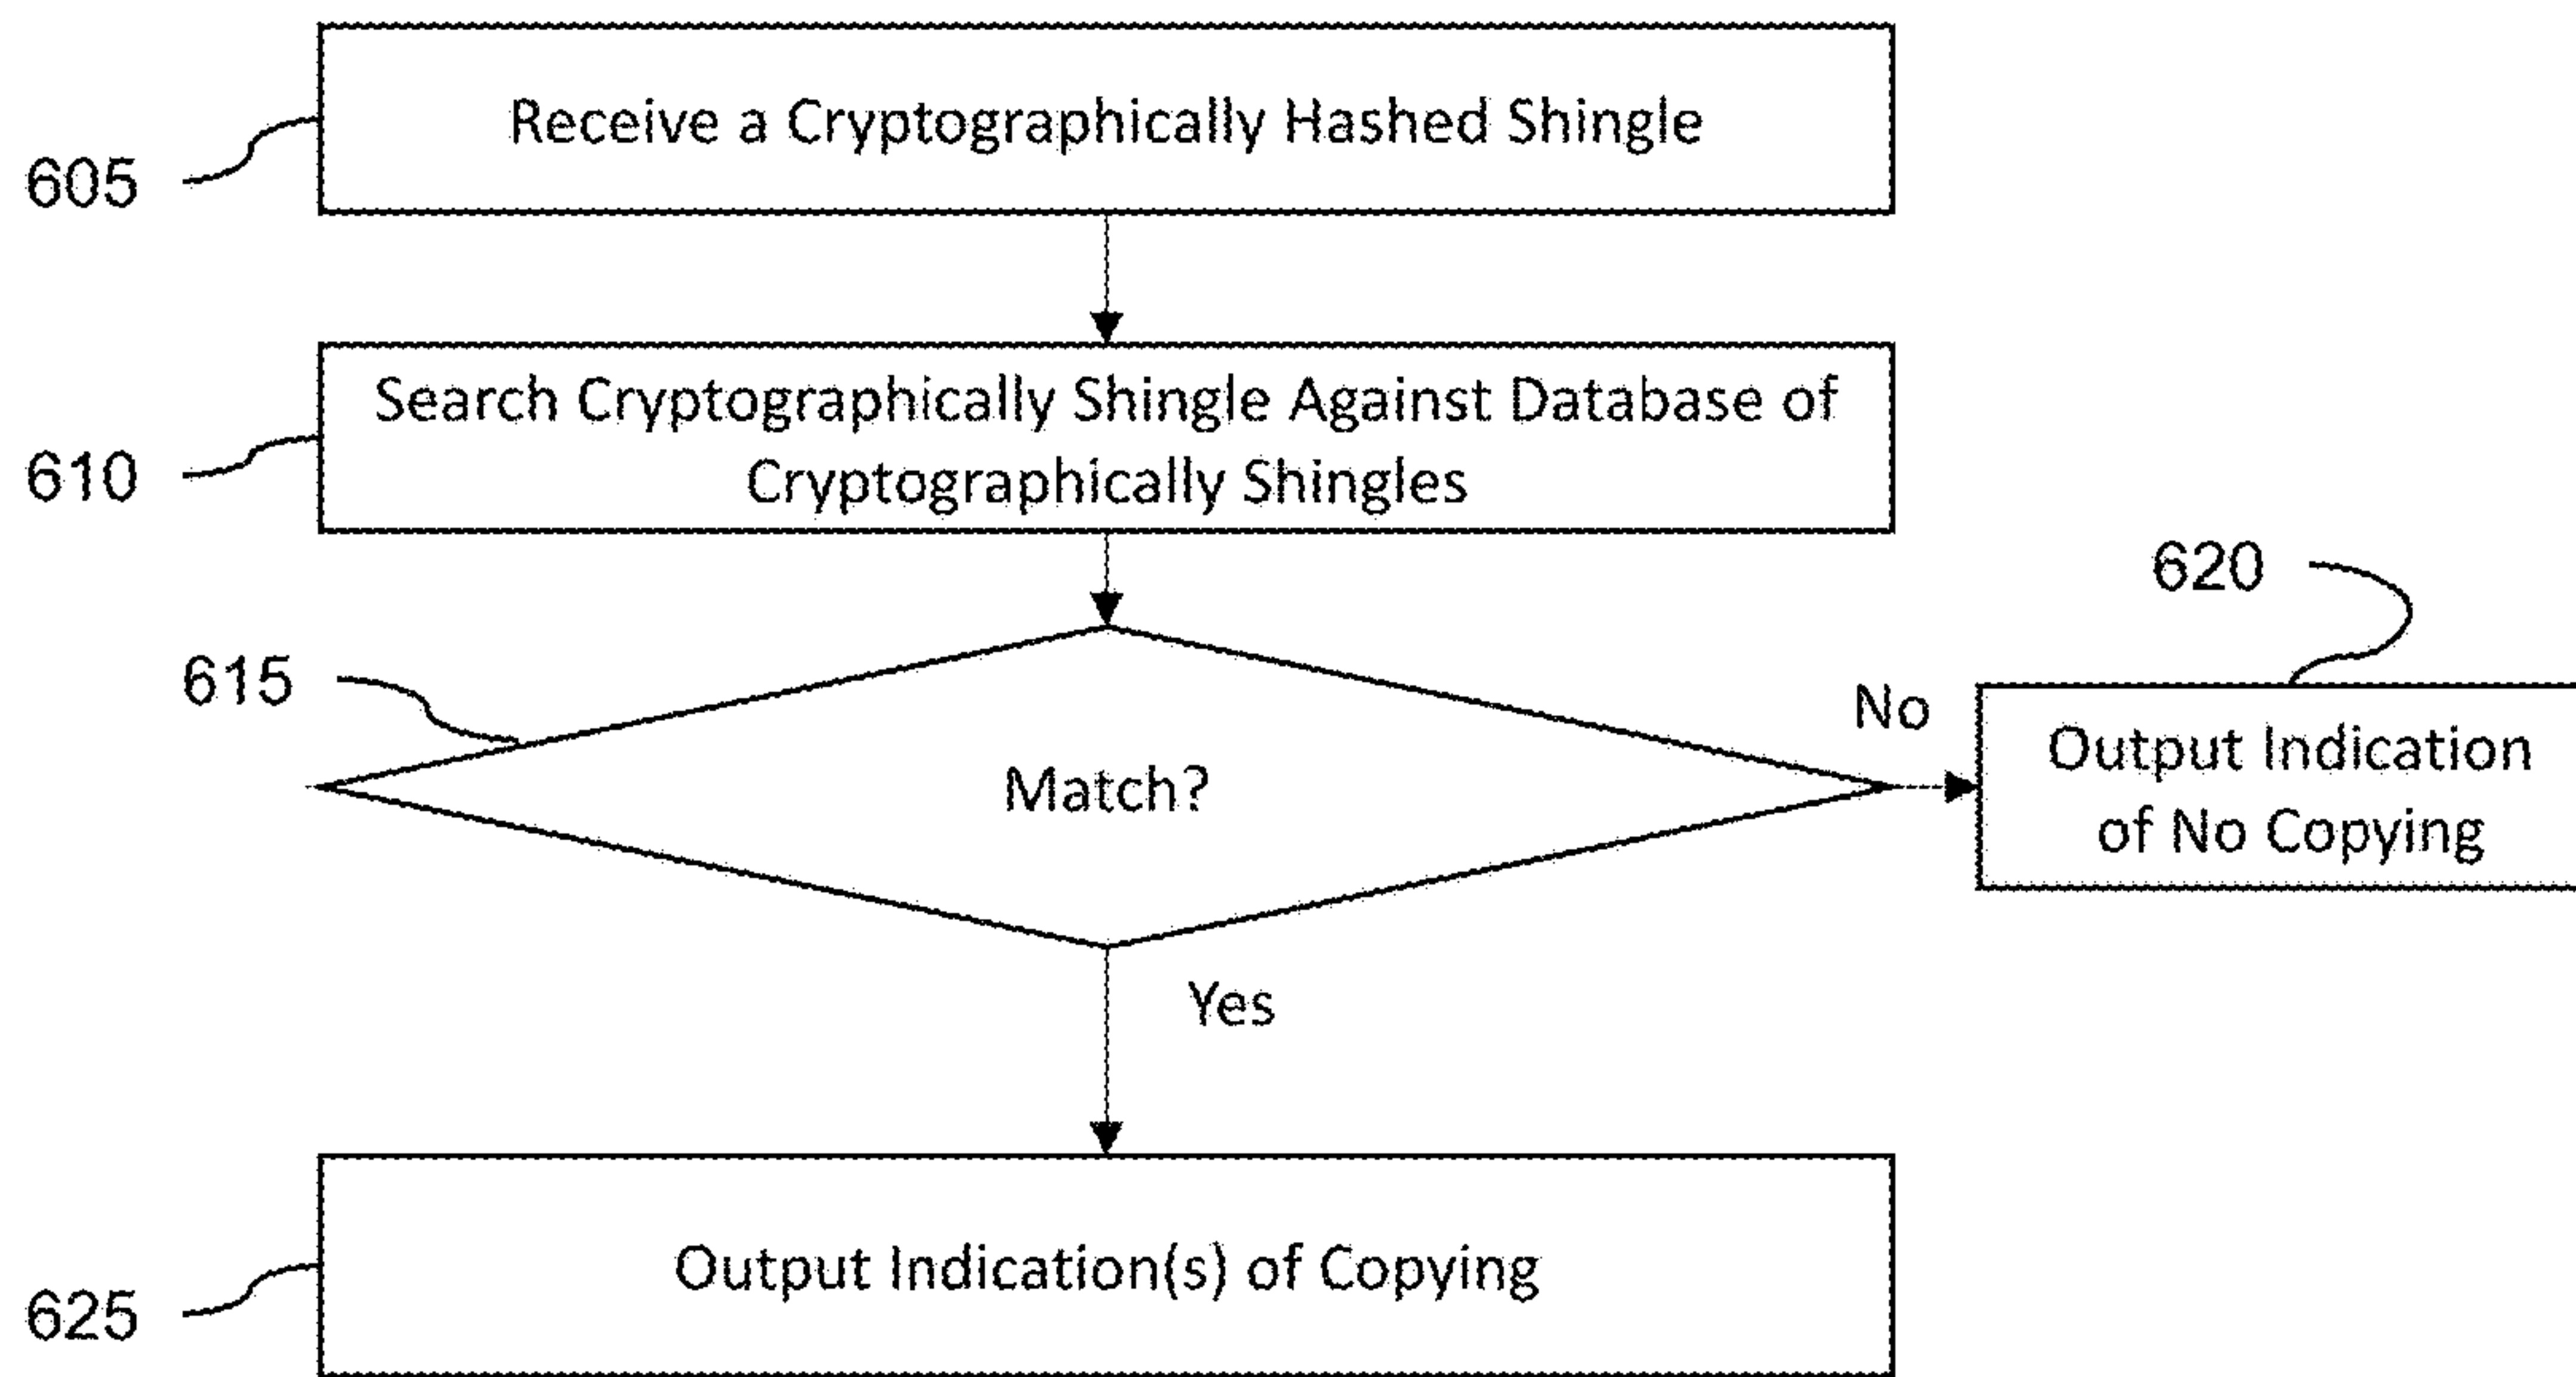 605
Receive a Cryptographically Hashed Shingle
610
Search Cryptographically Shingle Against Database of
Cryptographically Shingles
615
Match?
No
620
Output Indication
of No Copying
Yes
625
Output Indication(s) of Copying